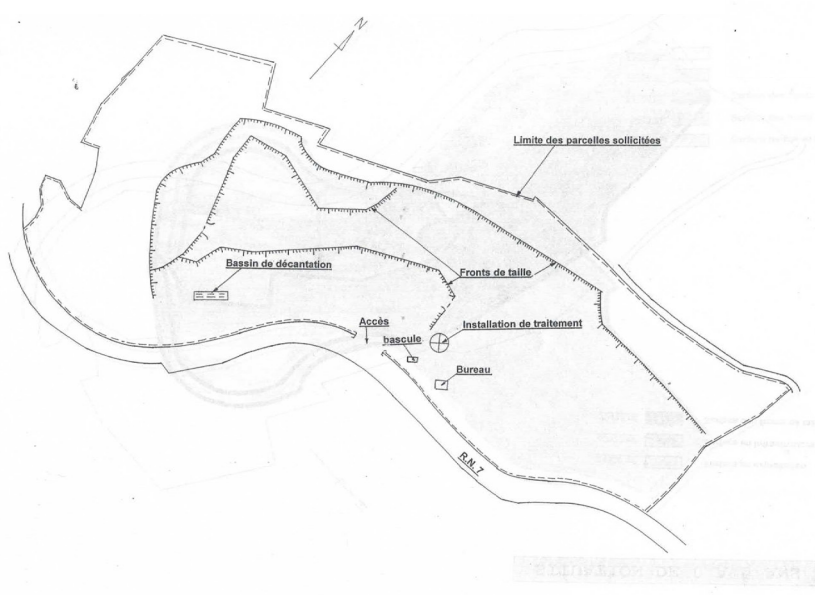 N
Limite des parcelles sollicitées
Bassin de décantation
Fronts de taille
Accès
Installation de traitement
bascule
Bureau
R.N. 7